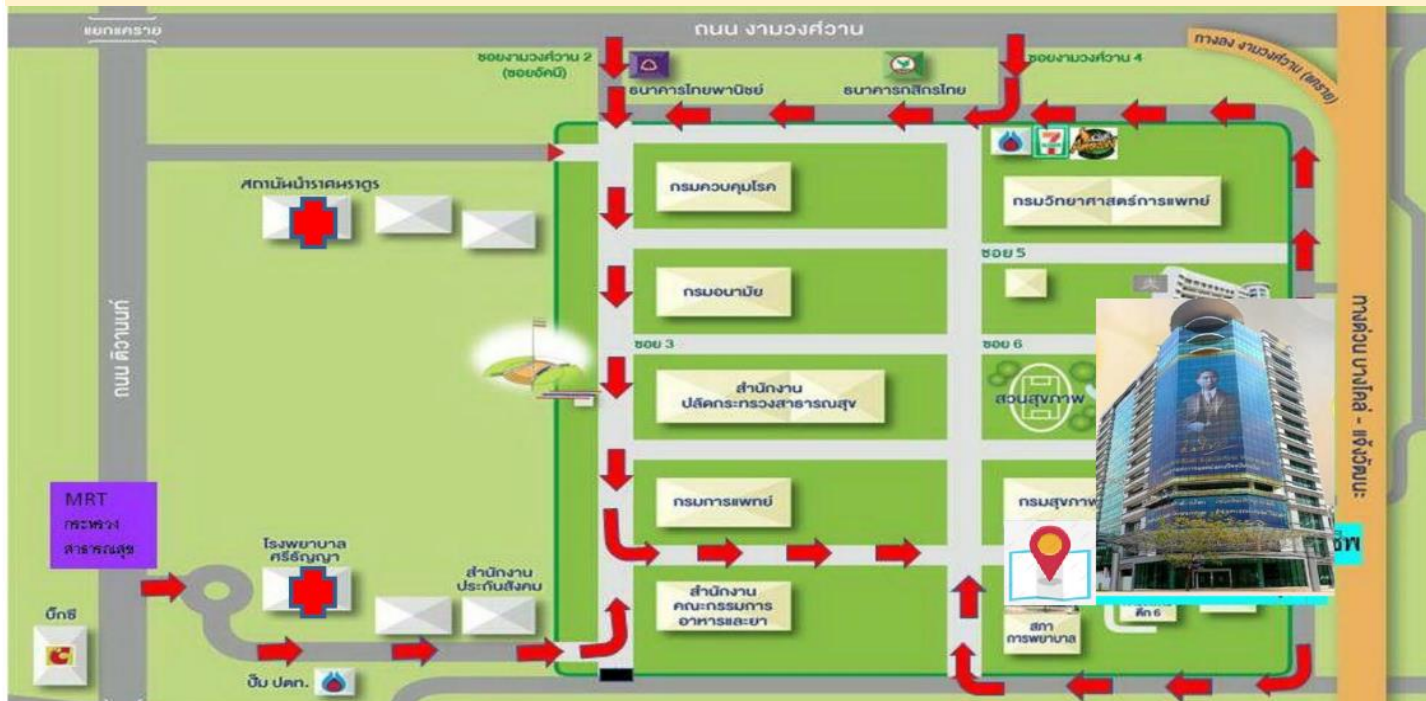 แยกแคราย
ถนน งามวงศ์วาน
ซอยงามวงศ์วาน 2
(ซอยอัคนี)
ธนาคารไทยพาณิชย์
ธนาคารกสิกรไทย
ซอยงามวงศ์วาน 4
ทางลง งามวงศ์วาน (แคราย)
สถาบันบำราศนราดูร
กรมควบคุมโรค
กรมวิทยาศาสตร์การแพทย์
ซอย 5
กรมอนามัย
ถนน ติวานนท์
ซอย 3
ซอย 6
สำนักงาน
ปลัดกระทรวงสาธารณสุข
สวนสุขภาพ
ทางด่วน บางโคล่ - แจ้งวัฒนะ
MRT
กระทรวง
สาธารณสุข
กรมการแพทย์
กรมสุขภาพ
ชีพ
โรงพยาบาล
ศรีธัญญา
สำนักงาน
ประกันสังคม
สำนักงาน
คณะกรรมการ
อาหารและยา
บิ๊กซี
สภา
การพยาบาล
ตึก 6
ปั๊ม ปตท.